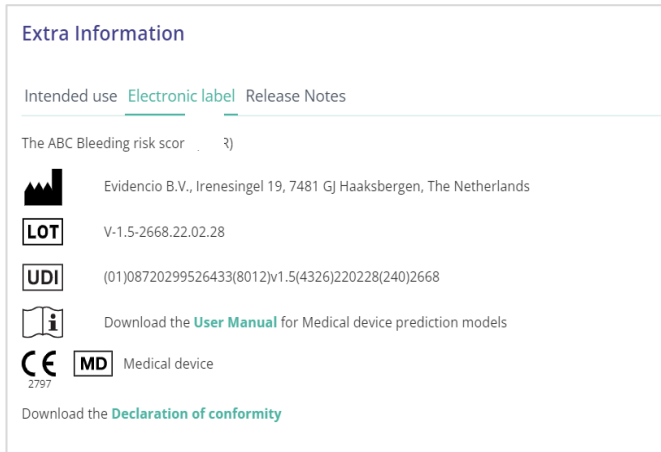 Extra Information
Intended use Electronic label Release Notes
The ABC Bleeding risk scor R)
Evidencio B.V., Irenesingel 19, 7481 GJ Haaksbergen, The Netherlands
LOT V-1.5-2668.22.02.28
UDI (01)08720299526433(8012)v1.5(4326)220228(240)2668
i Download the User Manual for Medical device prediction models
CE MD Medical device
2797
Download the Declaration of conformity